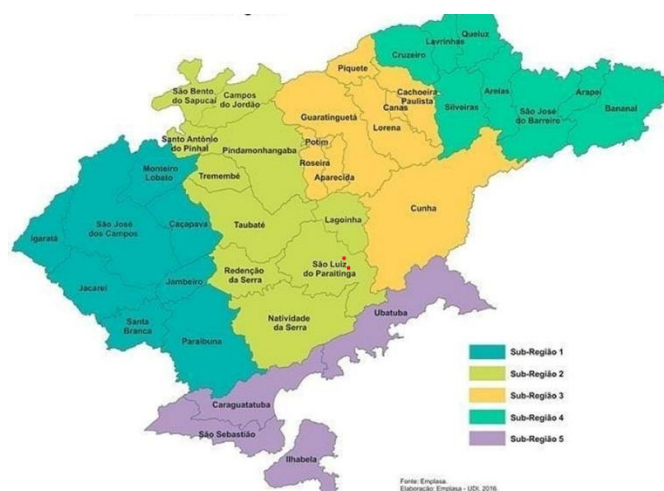 Queluz
Lavrinhas
Cruzeiro
Piquete
São Bento
do Sapucaí
Campos
do Jordão
Cachoeira
Paulista
Canas
Areias
Arapeí
Silveiras
São José
do Barreiro
Bananal
Guaratinguetá
Lorena
Santo Antônio
do Pinhal
Pindamonhangaba
Potim
Roseira
Aparecida
Monteiro
Lobato
Tremembé
Cunha
Lagoinha
São José
dos Campos
Caçapava
Taubaté
Igaratá
São Luiz
do Paraitinga
Redenção
da Serra
Jacareí
Jambeiro
Santa
Branca
Natividade
da Serra
Ubatuba
Paraibuna
Caraguatatuba
São Sebastião
Ilhabela
Sub-Região 1
Sub-Região 2
Sub-Região 3
Sub-Região 4
Sub-Região 5
Fonte: Emplasa.
Elaboração: Emplasa - UDI, 2016.